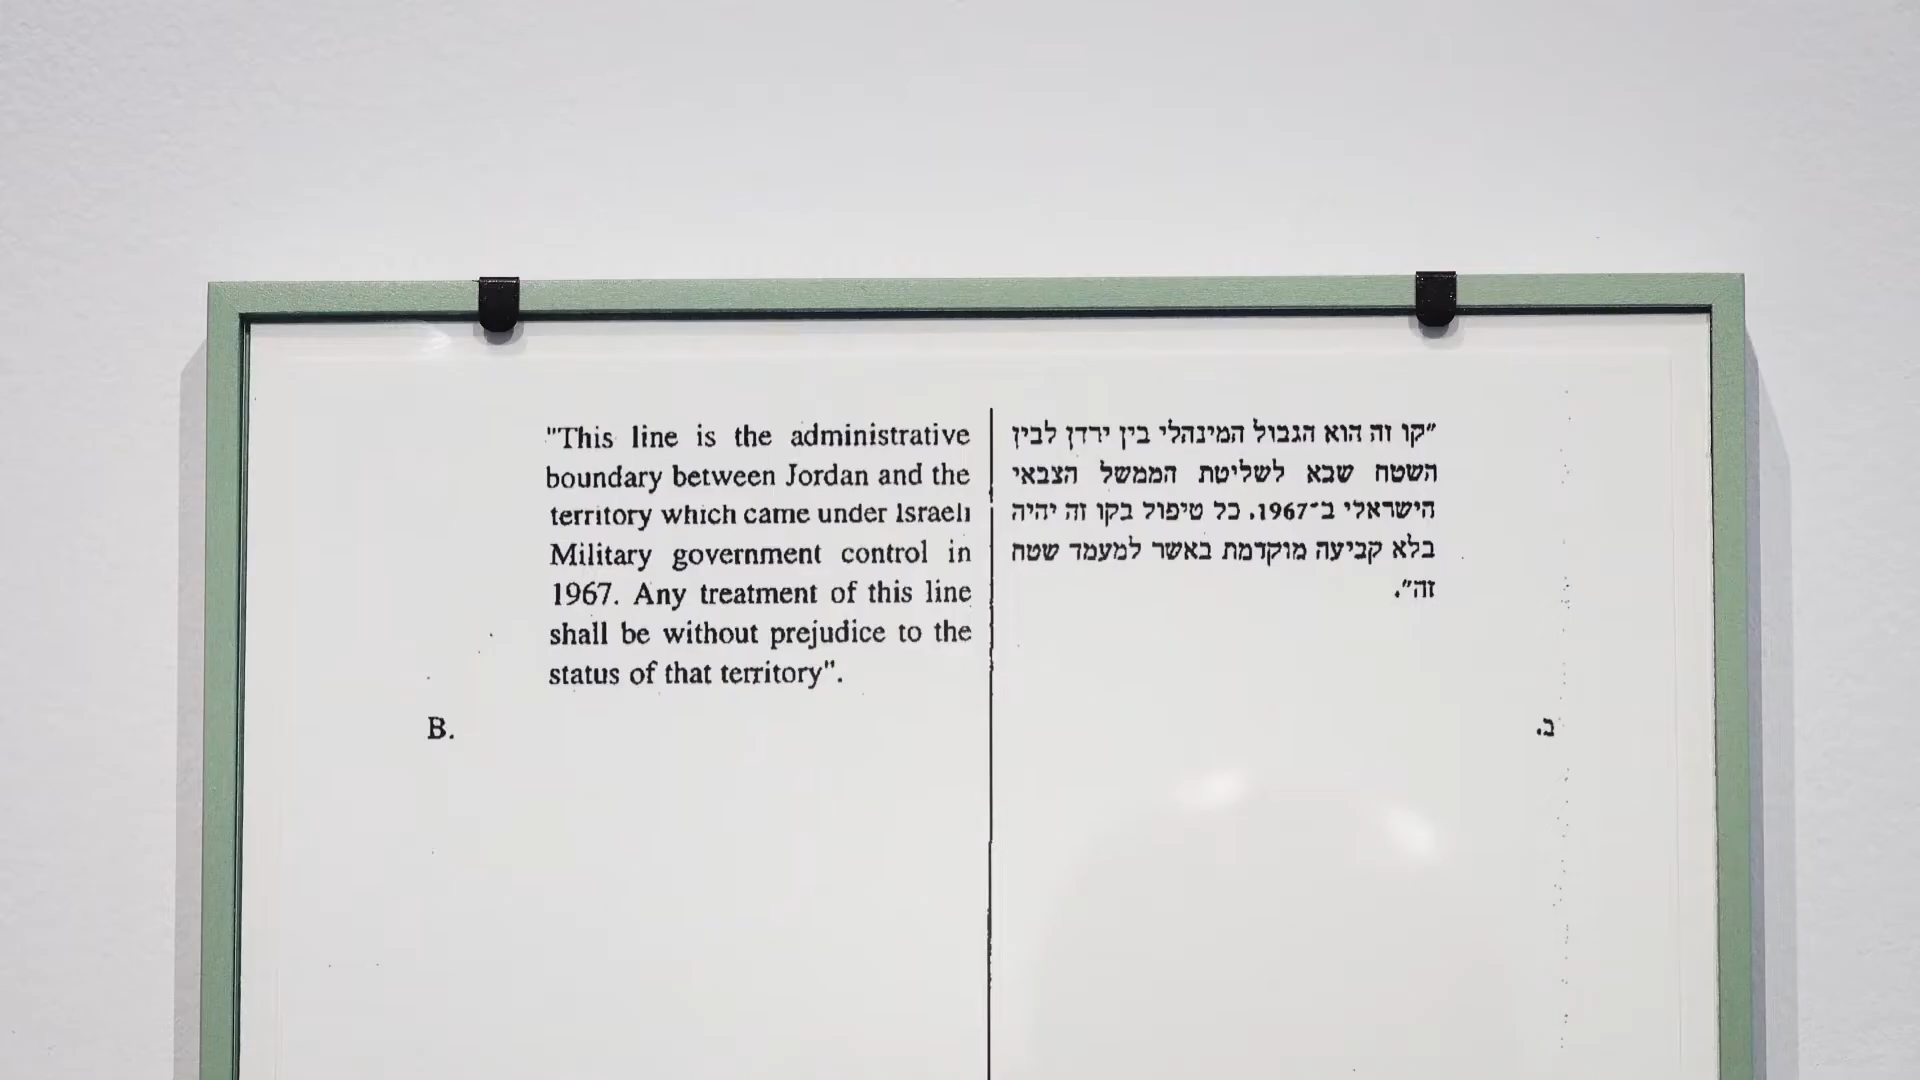 "This line is the administrative
boundary between Jordan and the
territory which came under Israeli
Military government control in
1967. Any treatment of this line
shall be without prejudice to the
status of that territory".
B.
"קו זה הוא הגבול המינהלי בין ירדן לבין
השטח שבא לשליטת הממשל הצבאי
הישראלי ב־1967. כל טיפול בקו זה יהיה
בלא קביעה מוקדמת באשר למעמד שטח
זה".
ב.